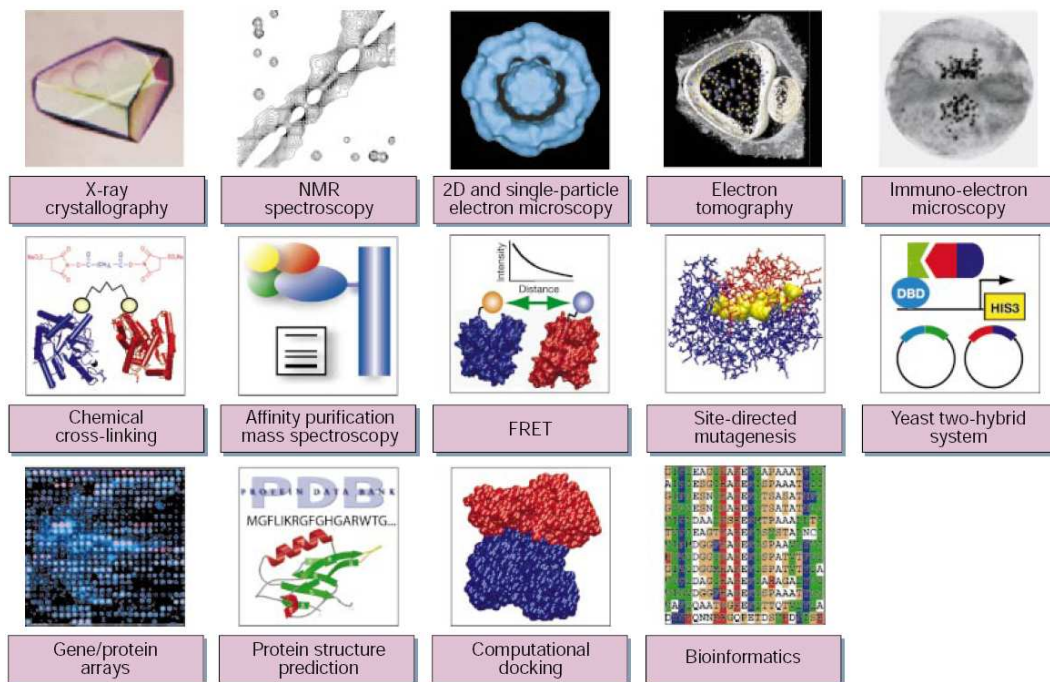 X-ray
crystallography
NMR
spectroscopy
2D and single-particle
electron microscopy
Electron
tomography
Immuno-electron
microscopy
Intensity
Distance
DBD
HIS3
Chemical
cross-linking
Affinity purification
mass spectroscopy
FRET
Site-directed
mutagenesis
Yeast two-hybrid
system
PDB
PROTEIN DATA BANK
MGFLIKRGFGHGARWTG...
Gene/protein
arrays
Protein structure
prediction
Computational
docking
Bioinformatics